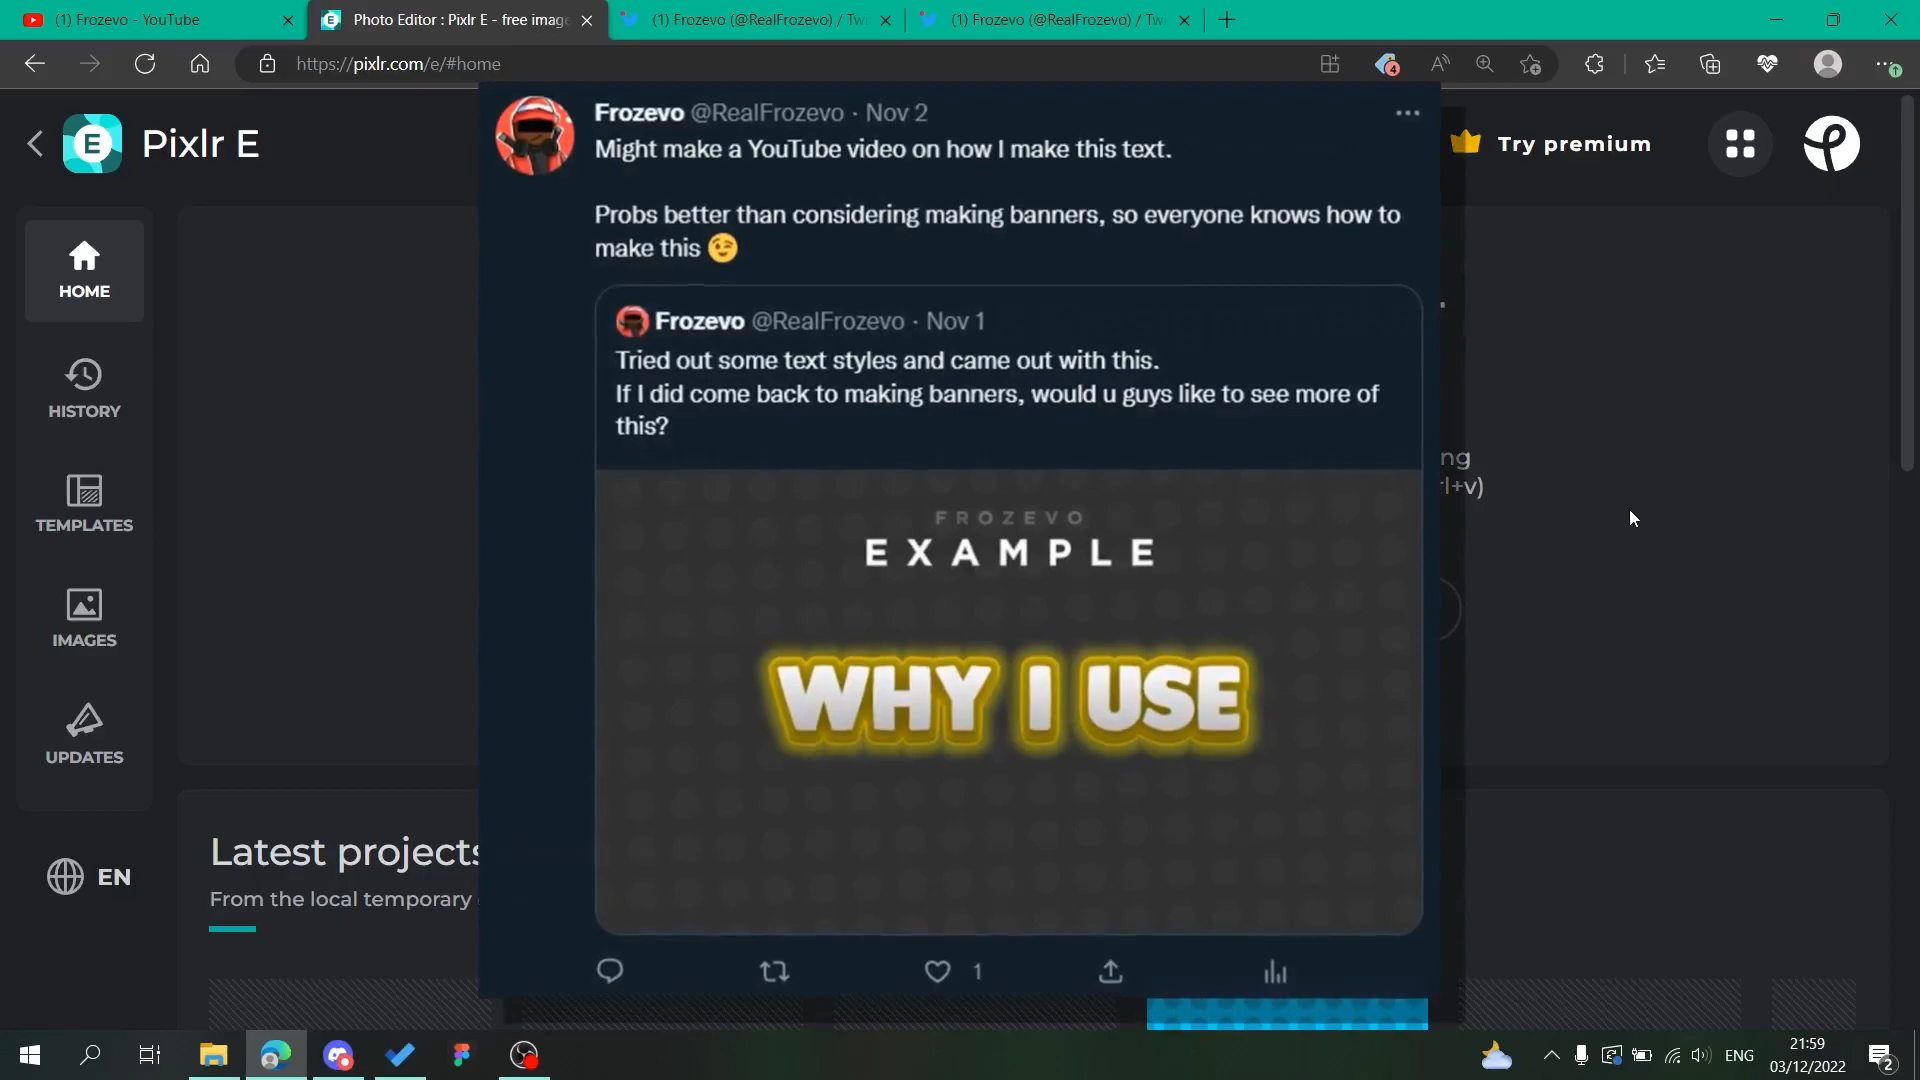 (1) Frozevo - YouTube
Photo Editor : Pixlr E - free image
(1) Frozevo (@RealFrozevo) / Twi
(1) Frozevo (@RealFrozevo) / Twi
https://pixlr.com/e/#home
4
E
Pixlr E
Try premium
HOME
HISTORY
TEMPLATES
IMAGES
UPDATES
EN
Frozevo @RealFrozevo · Nov 2
Might make a YouTube video on how I make this text.
Probs better than considering making banners, so everyone knows how to
make this 😉
Frozevo @RealFrozevo · Nov 1
Tried out some text styles and came out with this.
If I did come back to making banners, would u guys like to see more of
this?
FROZEVO
EXAMPLE
WHY I USE
1
ng
l+v)
Latest projects
From the local temporary
ENG
21:59
03/12/2022
2